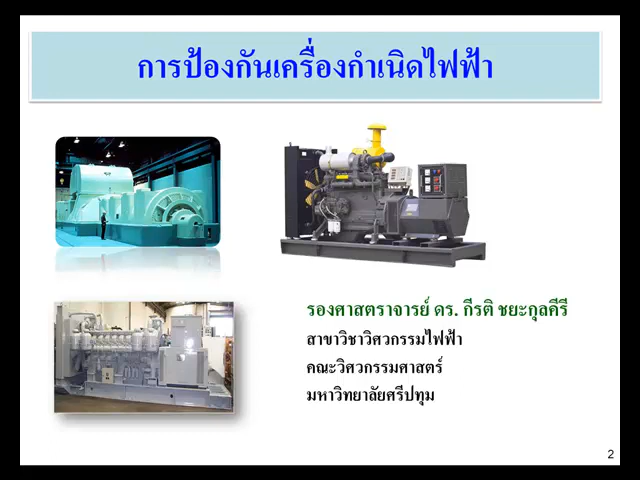 การป้องกันเครื่องกำเนิดไฟฟ้า
รองศาสตราจารย์ ดร. กีรติ ชยะกุลคีรี
สาขาวิชาวิศวกรรมไฟฟ้า
คณะวิศวกรรมศาสตร์
มหาวิทยาลัยศรีปทุม
2